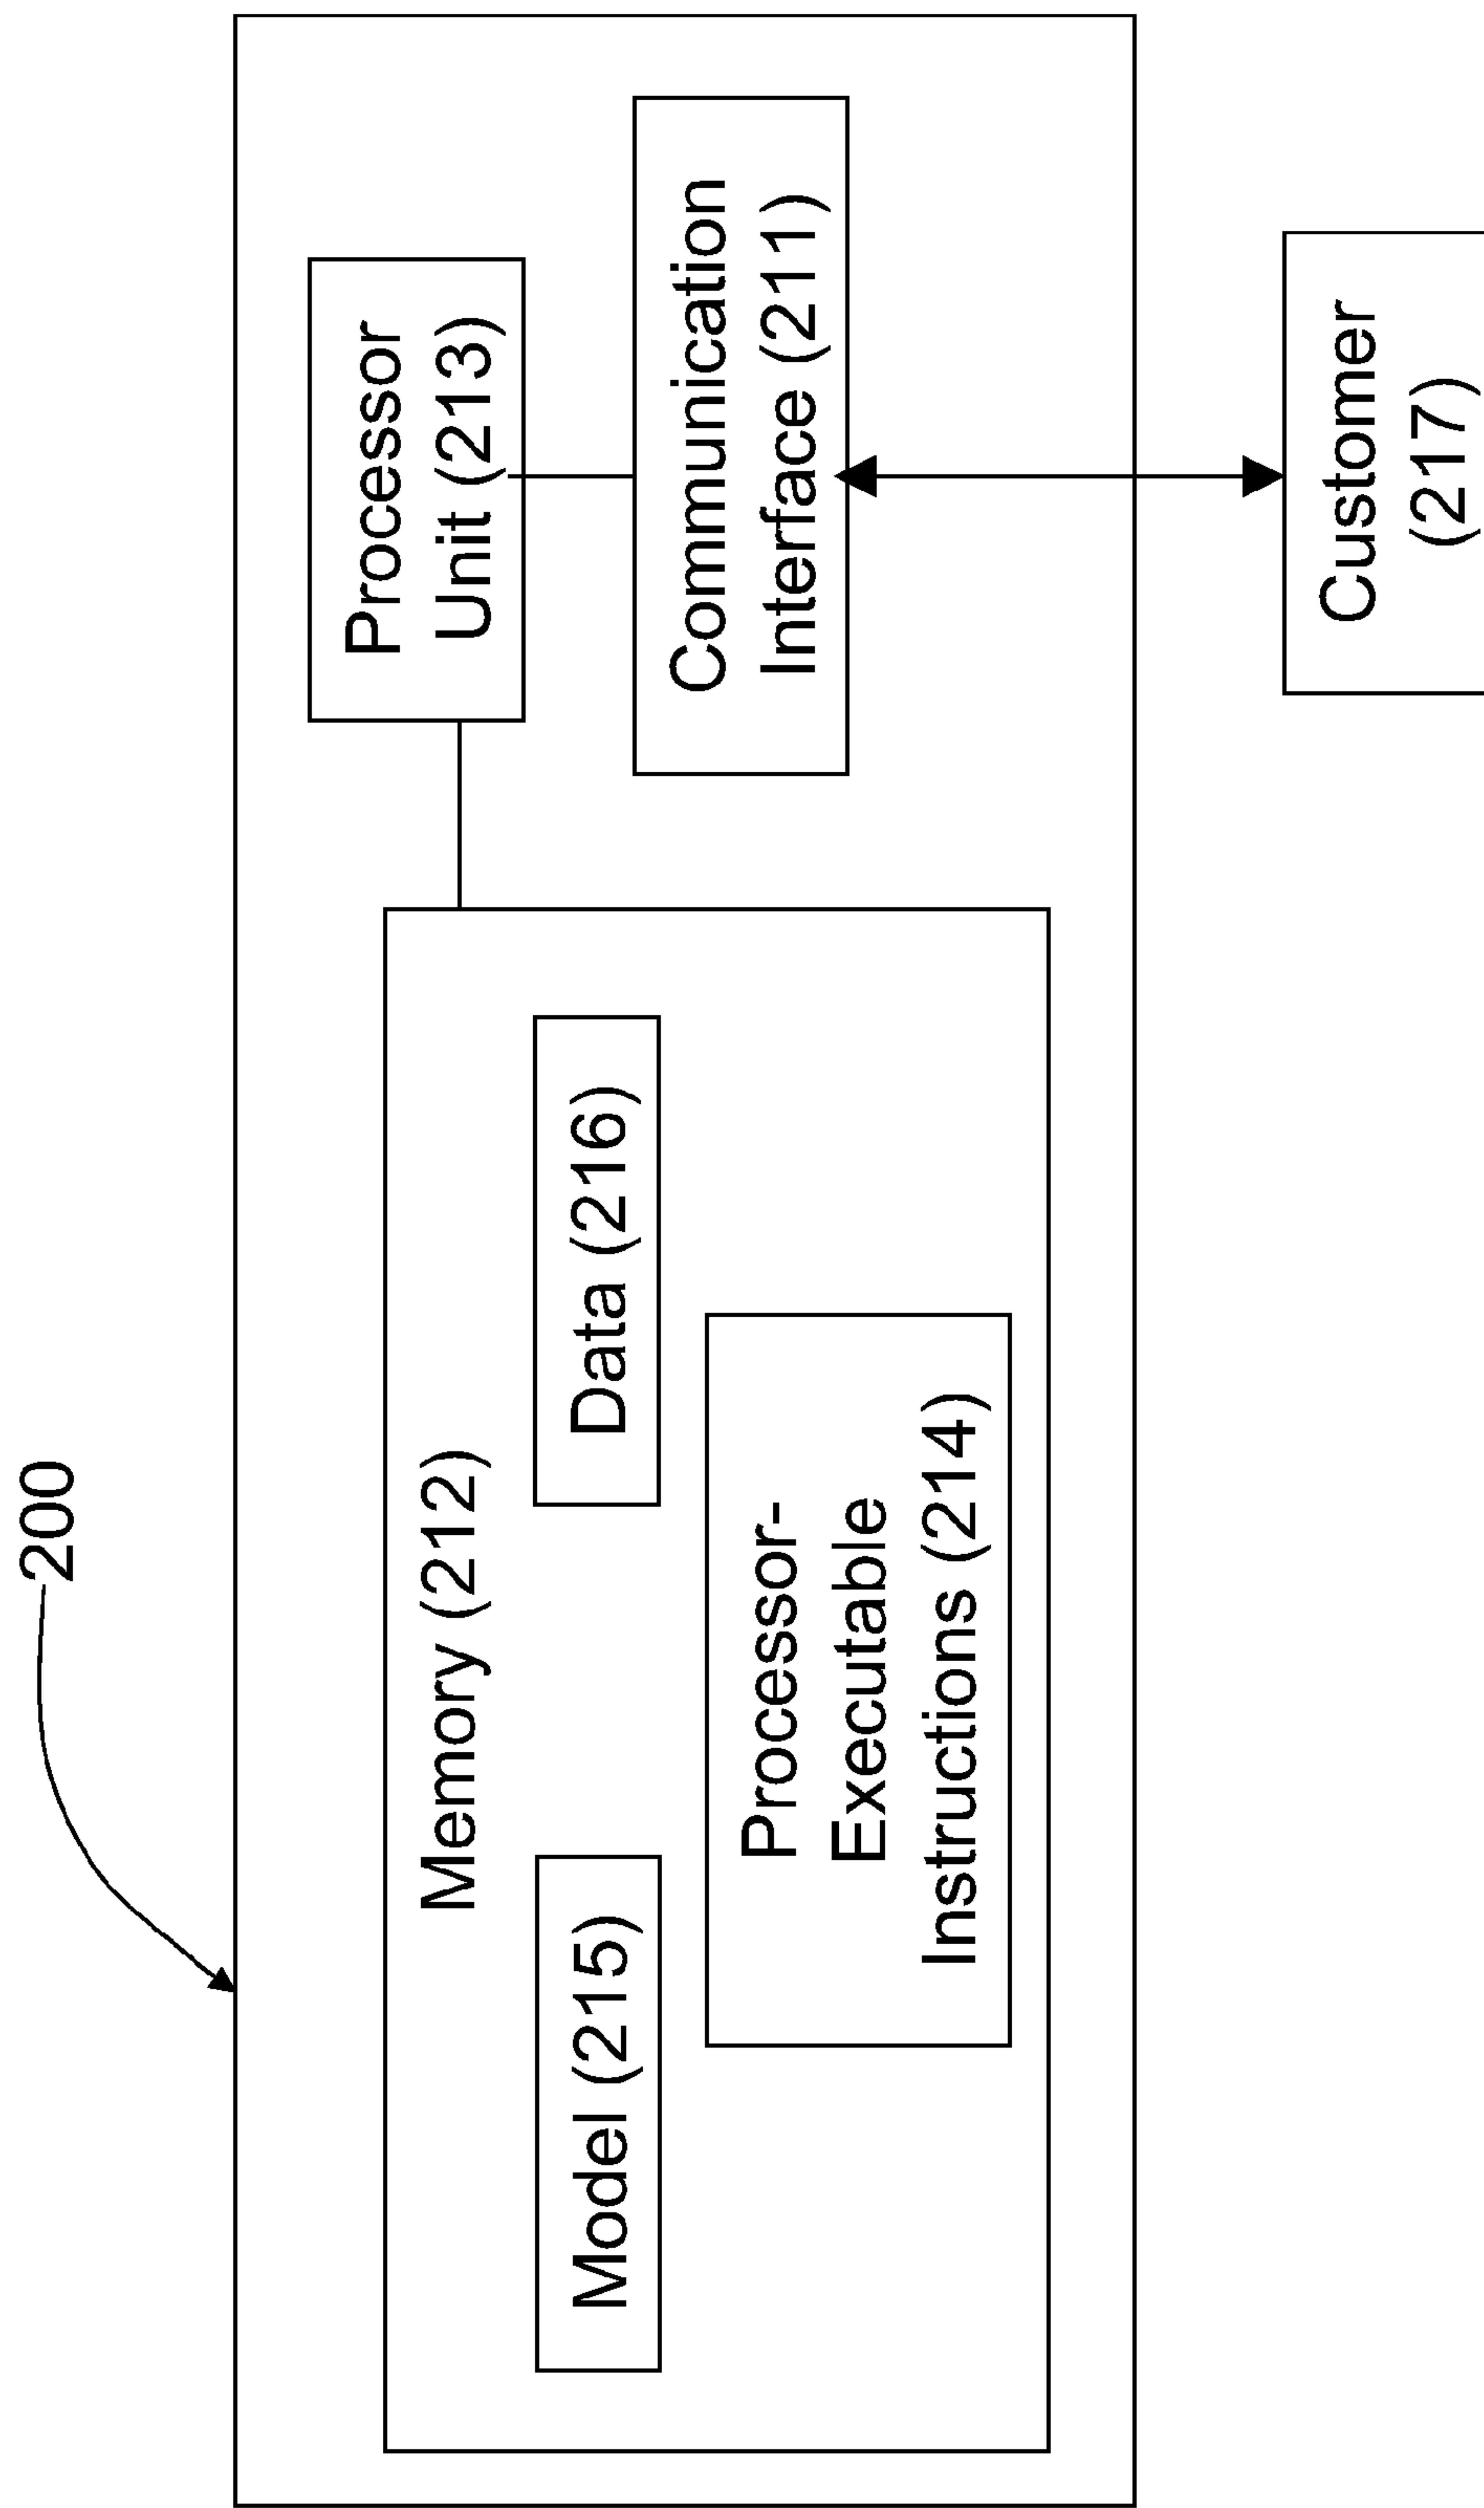 200
Memory (212)
Model (215)
Data (216)
Processor-
Executable
Instructions (214)
Processor
Unit (213)
Communication
Interface (211)
Customer
(217)